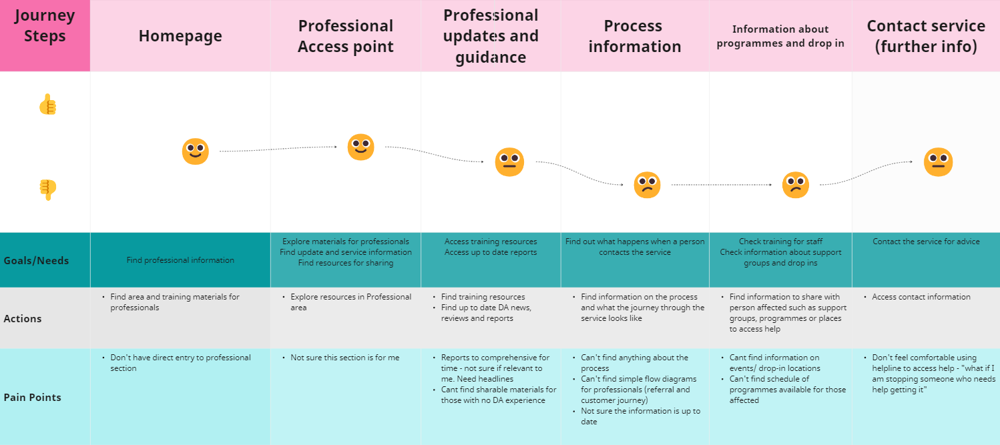 Journey
Steps
Homepage
Professional
Access point
Professional
updates and
guidance
Process
information
Information about
programmes and drop in
Contact service
(further info)
Goals/Needs
Find professional information
Explore materials for professionals
Find update and service information
Find resources for sharing
Access training resources
Access up to date reports
Find out what happens when a person
contacts the service
Check training for staff
Check information about support
groups and drop ins
Contact the service for advice
Actions
• Find area and training materials for
professionals
• Explore resources in Professional
area
• Find training resources
• Find up to date DA news,
reviews and reports
• Find information on the process
and what the journey through the
service looks like
• Find information to share with
person affected such as support
groups, programmes or places
to access help
• Access contact information
Pain Points
• Don't have direct entry to professional
section
• Not sure this section is for me
• Reports to comprehensive for
time - not sure if relevant to
me. Need headlines
• Cant find sharable materials for
those with no DA experience
• Can't find anything about the
process
• Can't find simple flow diagrams
for professionals (referral and
customer journey)
• Not sure the information is up to
date
• Cant find information on
events/ drop-in locations
• Can't find schedule of
programmes available for those
affected
• Don't feel comfortable using
helpline to access help - "what if I
am stopping someone who needs
help getting it"